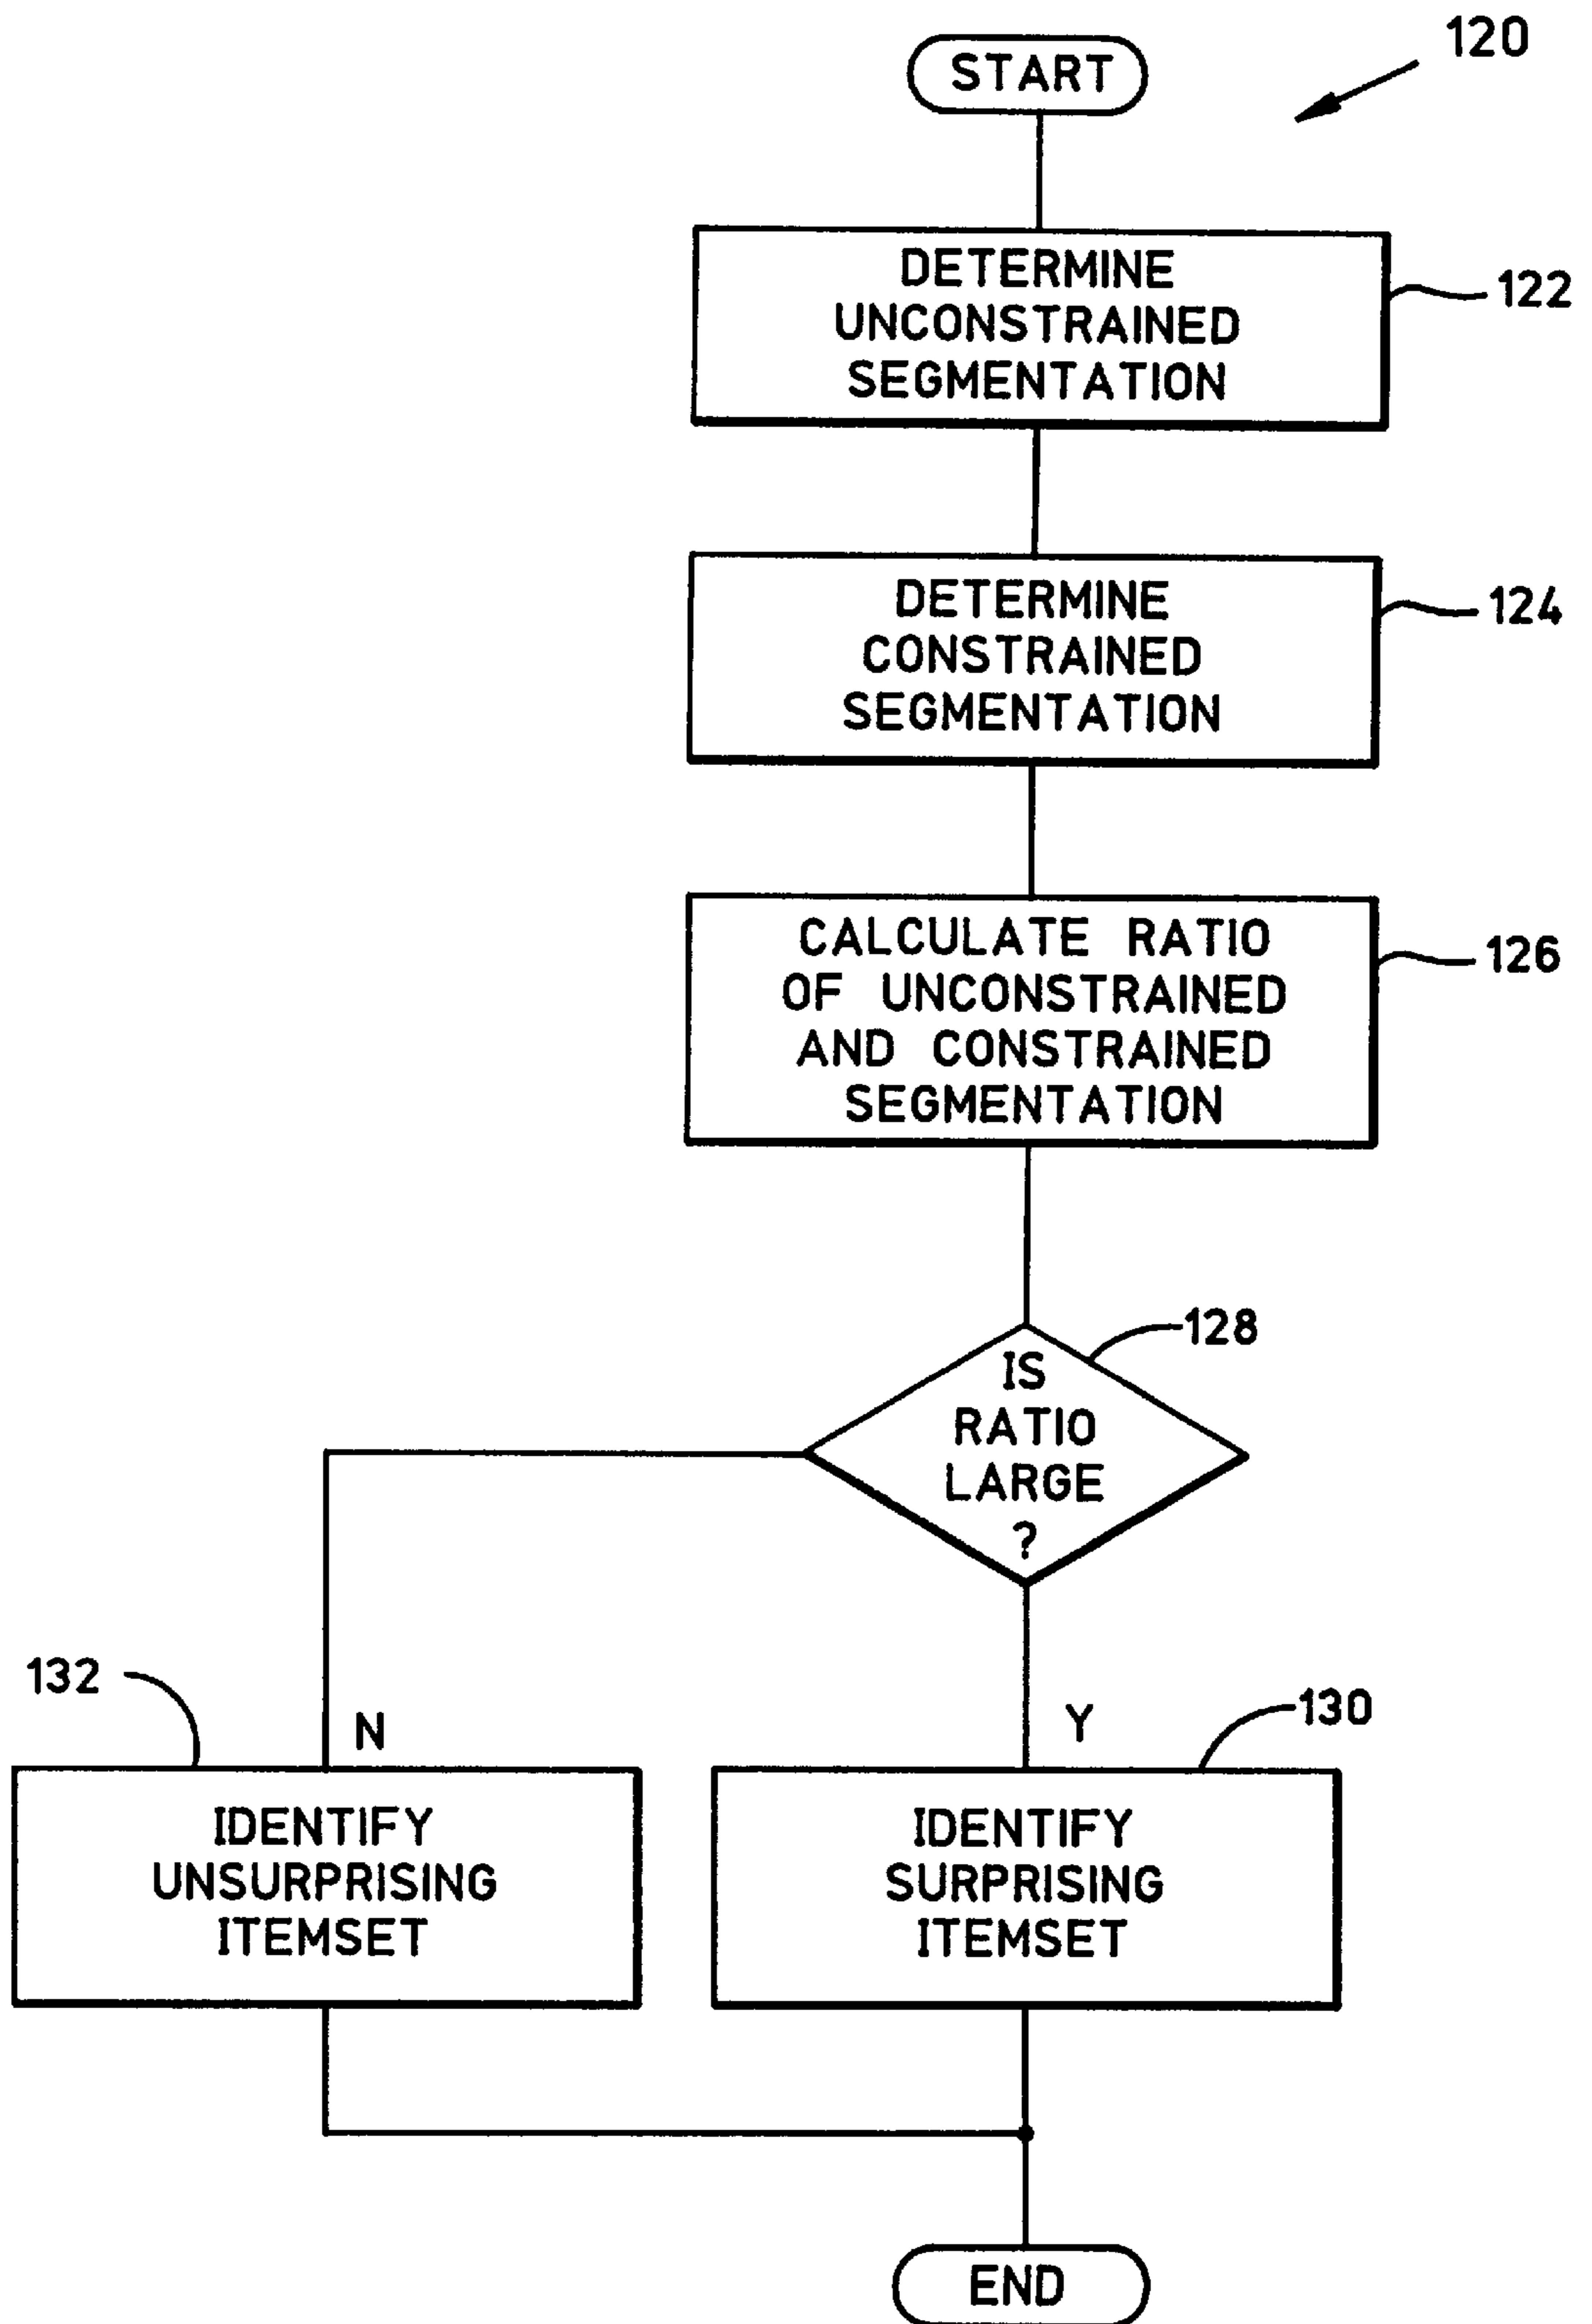 120
START
DETERMINE
UNCONSTRAINED
SEGMENTATION
122
DETERMINE
CONSTRAINED
SEGMENTATION
124
CALCULATE RATIO
OF UNCONSTRAINED
AND CONSTRAINED
SEGMENTATION
126
IS
RATIO
LARGE
?
128
132
N
Y
130
IDENTIFY
UNSURPRISING
ITEMSET
IDENTIFY
SURPRISING
ITEMSET
END